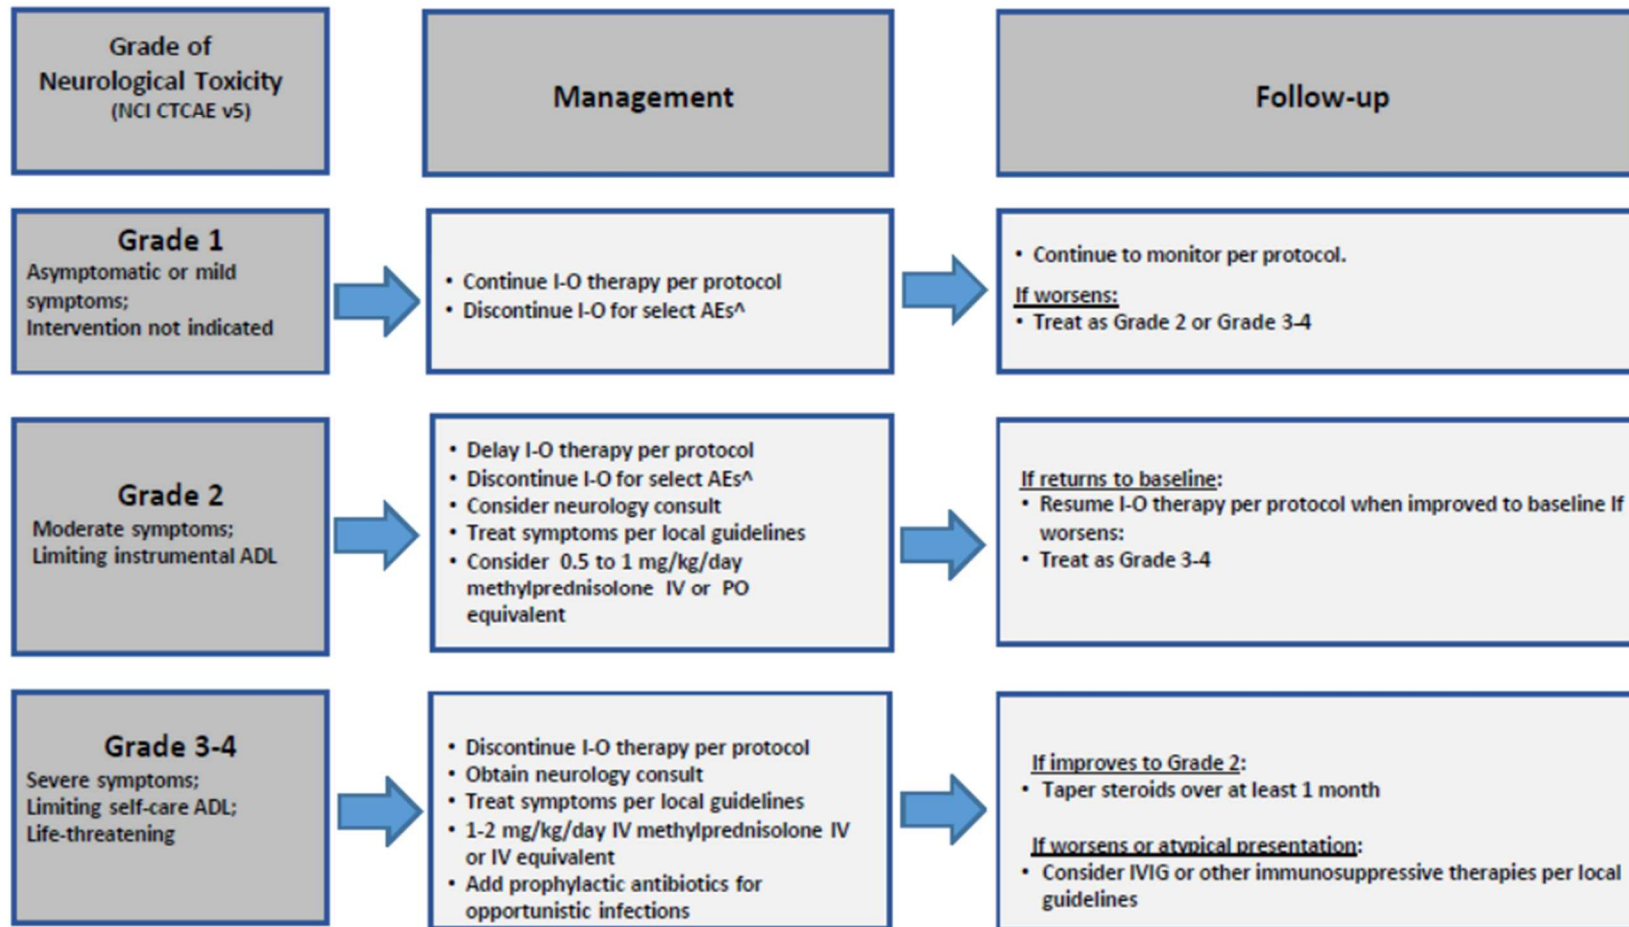 Grade of
Neurological Toxicity
(NCI CTCAE v5)
Management
Follow-up
Grade 1
Asymptomatic or mild
symptoms;
Intervention not indicated
• Continue I-O therapy per protocol
• Discontinue I-O for select AEs^
• Continue to monitor per protocol.
If worsens:
• Treat as Grade 2 or Grade 3-4
Grade 2
Moderate symptoms;
Limiting instrumental ADL
• Delay I-O therapy per protocol
• Discontinue I-O for select AEs^
• Consider neurology consult
• Treat symptoms per local guidelines
• Consider 0.5 to 1 mg/kg/day
methylprednisolone IV or PO
equivalent
If returns to baseline:
• Resume I-O therapy per protocol when improved to baseline If
worsens:
• Treat as Grade 3-4
Grade 3-4
Severe symptoms;
Limiting self-care ADL;
Life-threatening
• Discontinue I-O therapy per protocol
• Obtain neurology consult
• Treat symptoms per local guidelines
• 1-2 mg/kg/day IV methylprednisolone IV
or IV equivalent
• Add prophylactic antibiotics for
opportunistic infections
If improves to Grade 2:
• Taper steroids over at least 1 month
If worsens or atypical presentation:
• Consider IVIG or other immunosuppressive therapies per local
guidelines